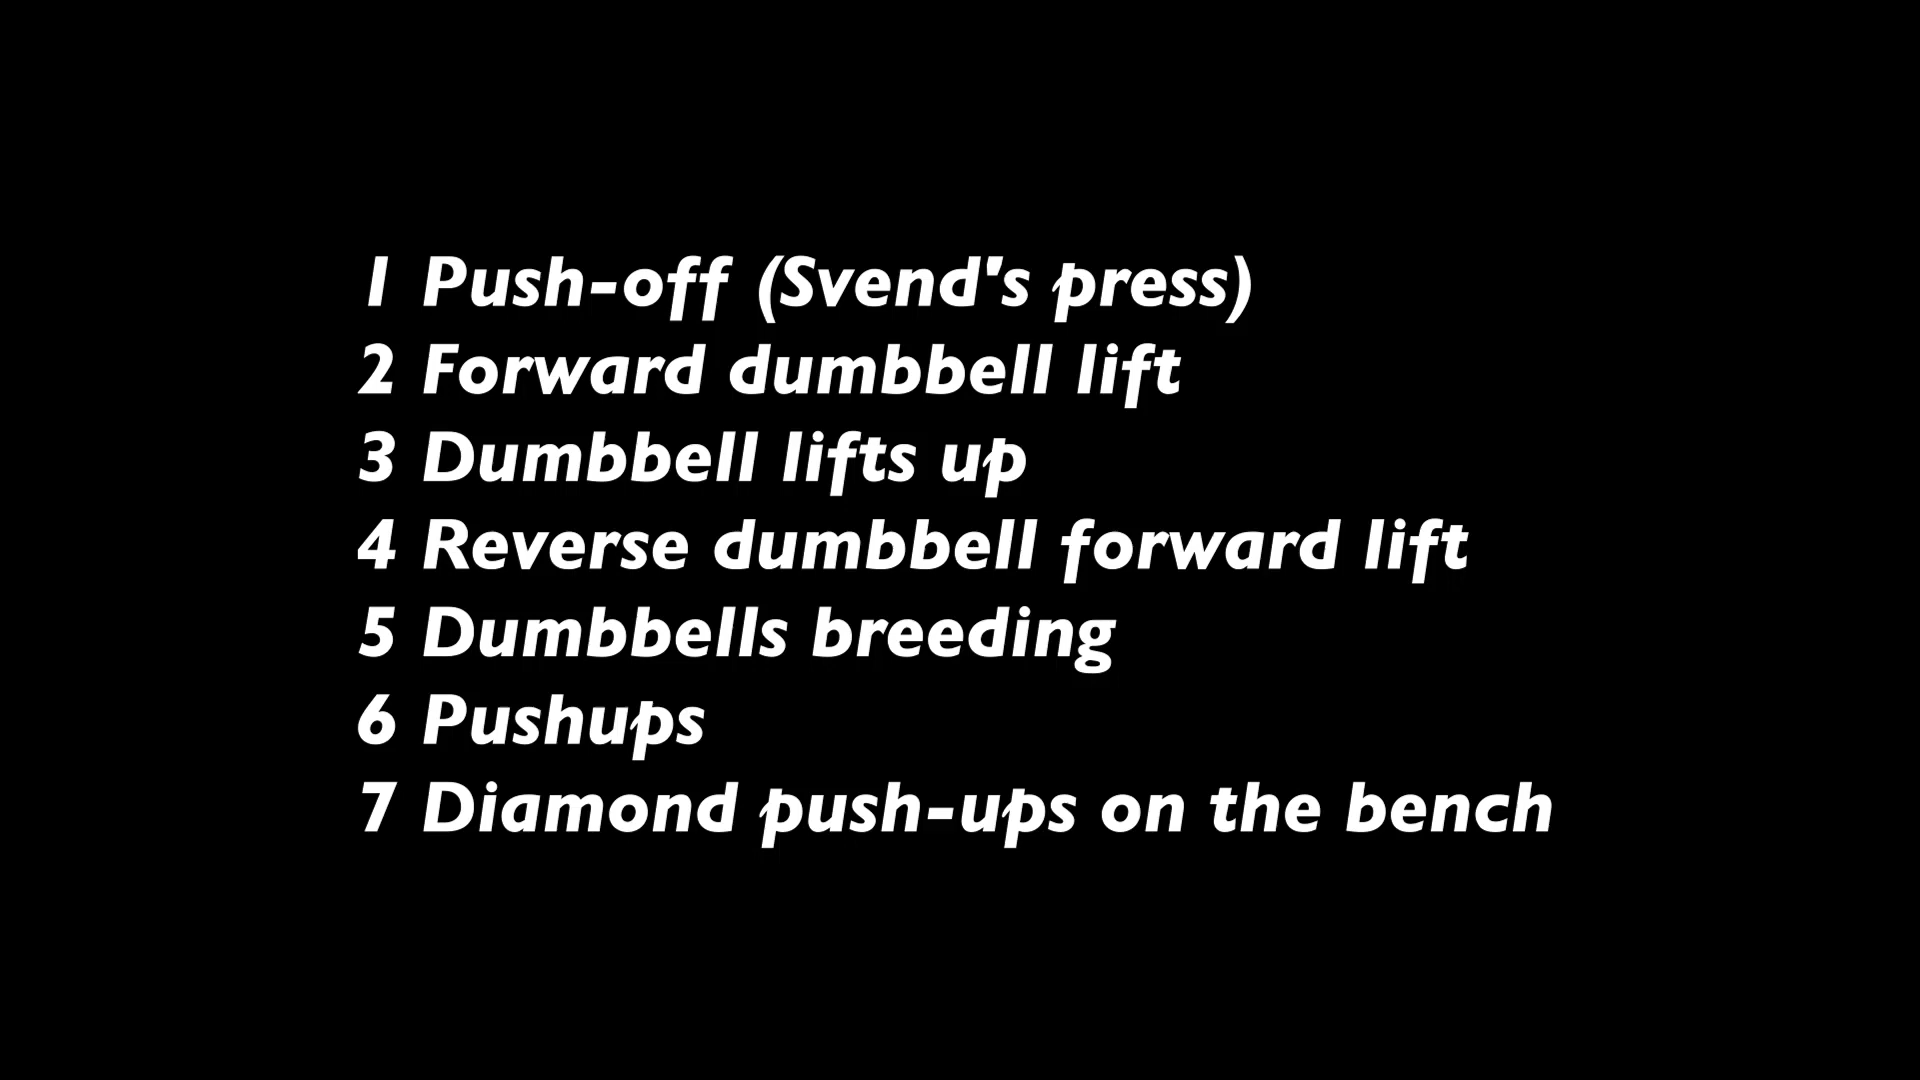 1 Push-off (Svend's press)
2 Forward dumbbell lift
3 Dumbbell lifts up
4 Reverse dumbbell forward lift
5 Dumbbells breeding
6 Pushups
7 Diamond push-ups on the bench